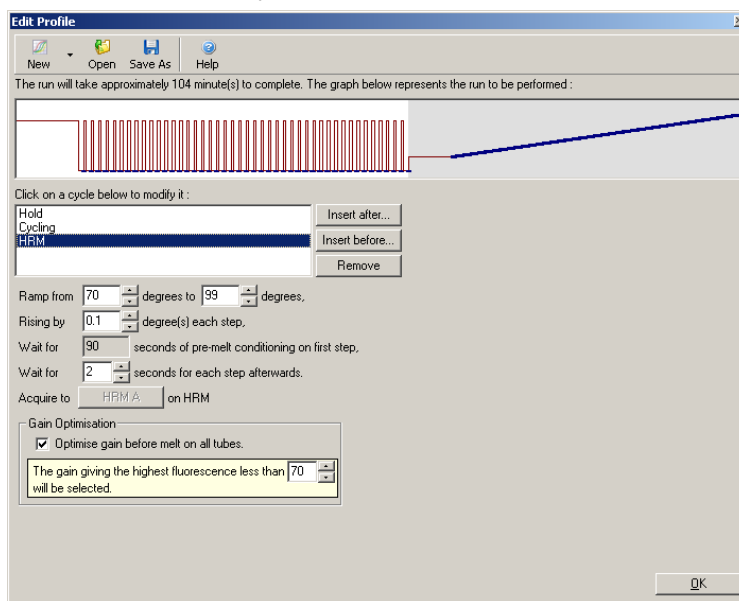 Edit Profile
New Open Save As Help
The run will take approximately 104 minute(s) to complete. The graph below represents the run to be performed :
Click on a cycle below to modify it :
Hold
Cycling
HRM
Insert after...
Insert before...
Remove
Ramp from 70 degrees to 99 degrees,
Rising by 0.1 degree(s) each step,
Wait for 90 seconds of pre-melt conditioning on first step,
Wait for 2 seconds for each step afterwards.
Acquire to HRM A on HRM
Gain Optimisation
Optimise gain before melt on all tubes.
The gain giving the highest fluorescence less than 70
will be selected.
OK